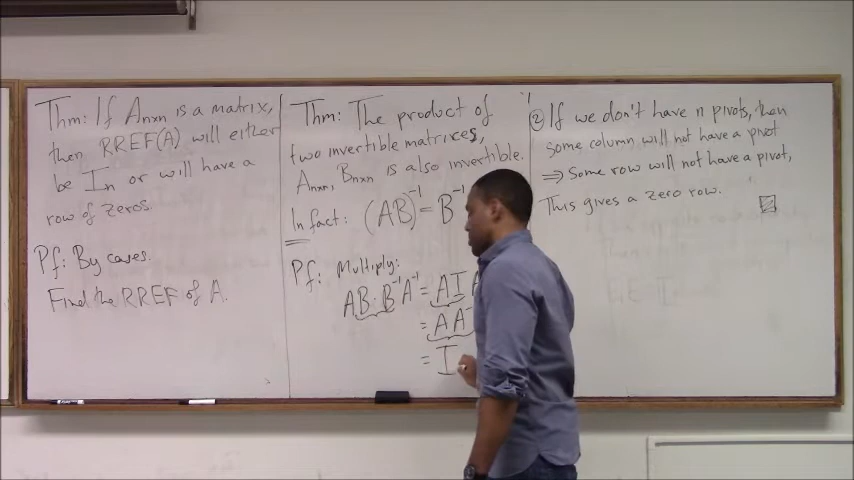 Thm: If Anxn is a matrix,
then RREF(A) will either
be In or will have a
row of zeros.
Pf: By cases.
Find the RREF of A.
Thm: The product of
two invertible matrices,
Anxn, Bnxn is also invertible.
In fact: (AB)⁻¹ = B⁻¹
Pf: Multiply:
AB · B⁻¹A⁻¹ = AI
= AA⁻
= I
② If we don't have n pivots, then
some column will not have a pivot
⇒ Some row will not have a pivot,
This gives a zero row.